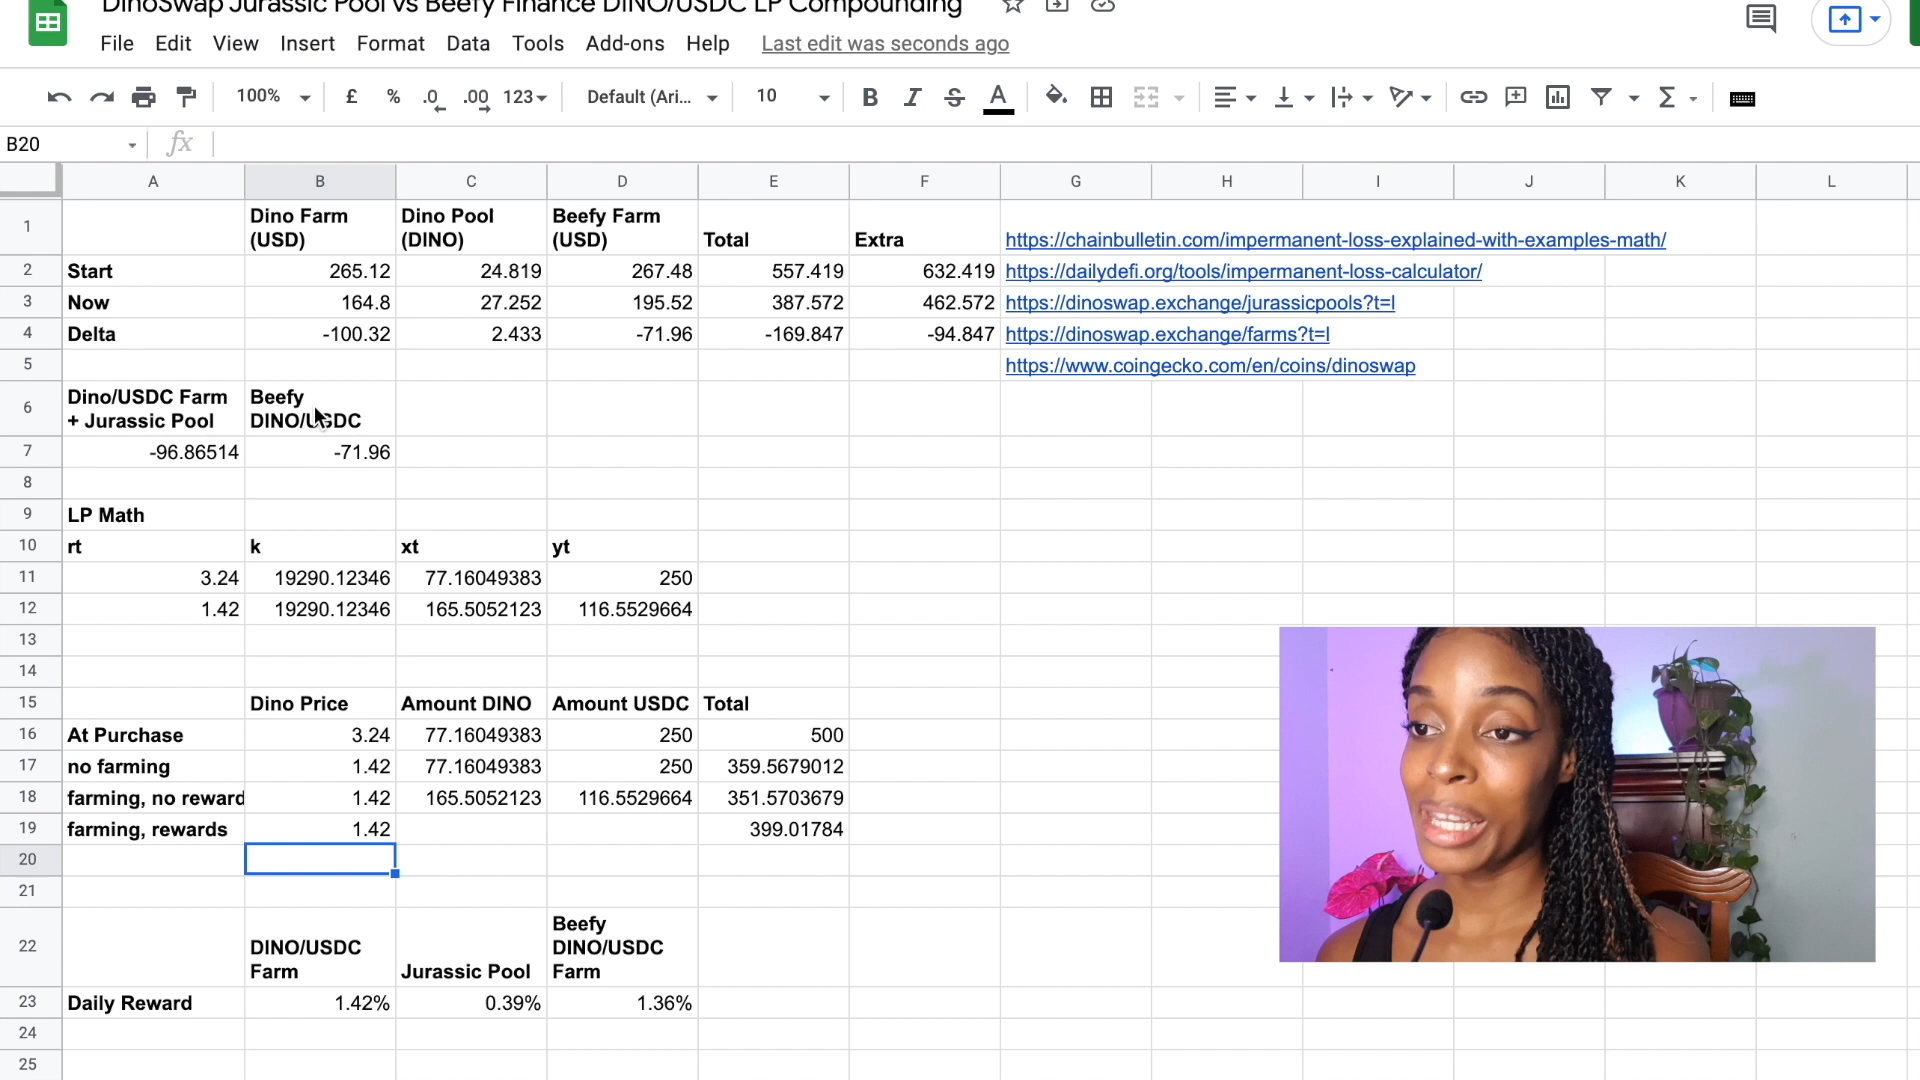 DinoSwap Jurassic Pool vs Beefy Finance DINO/USDC LP Compounding
File Edit View Insert Format Data Tools Add-ons Help Last edit was seconds ago
100% £ % .0 .00 123 Default (Ari... 10 B I S A Σ
B20 fx
A B C D E F G H I J K L
1 Dino Farm (USD) Dino Pool (DINO) Beefy Farm (USD) Total Extra https://chainbulletin.com/impermanent-loss-explained-with-examples-math/
2 Start 265.12 24.819 267.48 557.419 632.419 https://dailydefi.org/tools/impermanent-loss-calculator/
3 Now 164.8 27.252 195.52 387.572 462.572 https://dinoswap.exchange/jurassicpools?t=l
4 Delta -100.32 2.433 -71.96 -169.847 -94.847 https://dinoswap.exchange/farms?t=l
5 https://www.coingecko.com/en/coins/dinoswap
6 Dino/USDC Farm + Jurassic Pool Beefy DINO/USDC
7 -96.86514 -71.96
8
9 LP Math
10 rt k xt yt
11 3.24 19290.12346 77.16049383 250
12 1.42 19290.12346 165.5052123 116.5529664
13
14
15 Dino Price Amount DINO Amount USDC Total
16 At Purchase 3.24 77.16049383 250 500
17 no farming 1.42 77.16049383 250 359.5679012
18 farming, no reward 1.42 165.5052123 116.5529664 351.5703679
19 farming, rewards 1.42 399.01784
20
21
22 DINO/USDC Farm Jurassic Pool Beefy DINO/USDC Farm
23 Daily Reward 1.42% 0.39% 1.36%
24
25